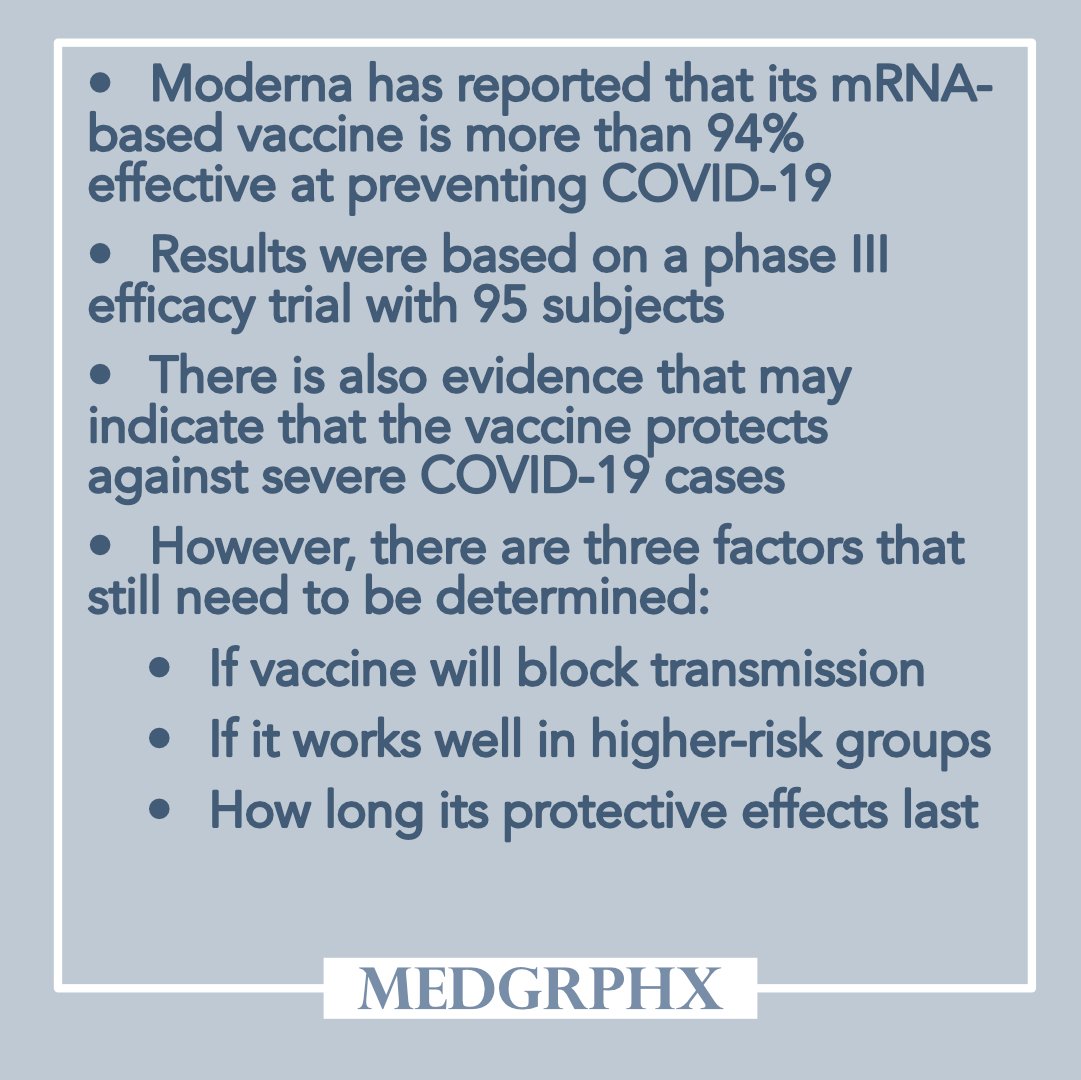 • Moderna has reported that its mRNA-
based vaccine is more than 94%
effective at preventing COVID-19
• Results were based on a phase III
efficacy trial with 95 subjects
• There is also evidence that may
indicate that the vaccine protects
against severe COVID-19 cases
• However, there are three factors that
still need to be determined:
• If vaccine will block transmission
• If it works well in higher-risk groups
• How long its protective effects last
MEDGRPHX